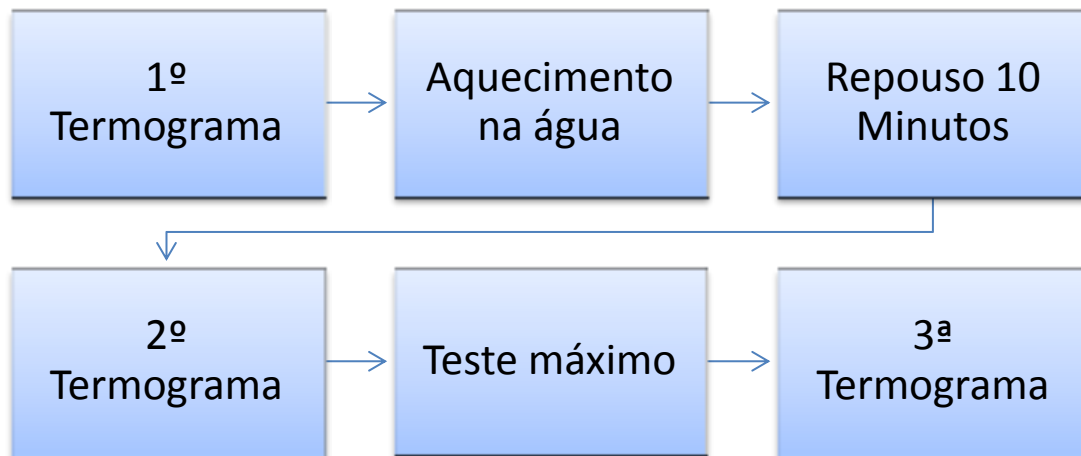 1º
Termograma
Aquecimento
na água
Repouso 10
Minutos
2º
Termograma
Teste máximo
3ª
Termograma